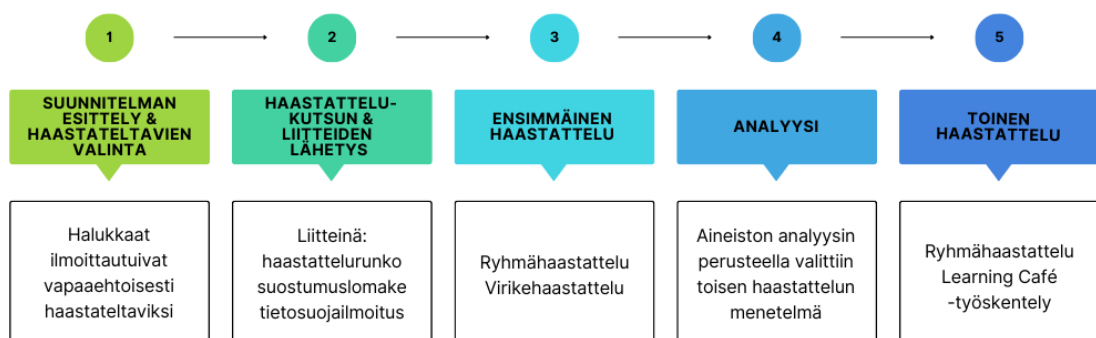 1
2
3
4
5
SUUNNITELMAN
ESITTELY &
HAASTATELTAVIEN
VALINTA
HAASTATTELU-
KUTSUN &
LIITTEIDEN
LÄHETYS
ENSIMMÄINEN
HAASTATTELU
ANALYYSI
TOINEN
HAASTATTELU
Halukkaat
ilmoittautuivat
vapaaehtoisesti
haastateltaviksi
Liitteinä:
haastattelurunko
suostumuslomake
tietosuojailmoitus
Ryhmähaastattelu
Virikehaastattelu
Aineiston analyysin
perusteella valittiin
toisen haastattelun
menetelmä
Ryhmähaastattelu
Learning Café
-työskentely